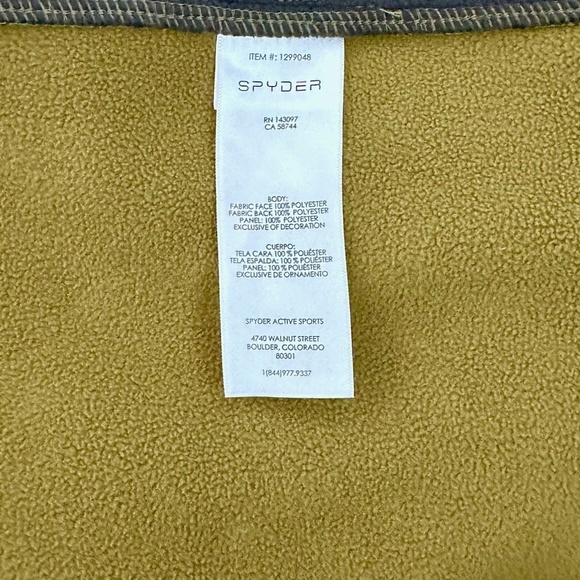 ITEM #: 1299048
SPYDER
RN 143097
CA 58744
BODY:
FABRIC FACE 100% POLYESTER
FABRIC BACK 100% POLYESTER
PANEL: 100% POLYESTER
EXCLUSIVE OF DECORATION
CUERPO:
TELA CARA 100 % POLIÉSTER
TELA ESPALDA: 100 % POLIÉSTER
PANEL: 100 % POLIÉSTER
EXCLUSIVE DE ORNAMENTO
SPYDER ACTIVE SPORTS
4740 WALNUT STREET
BOULDER, COLORADO
80301
1(844)977.9337